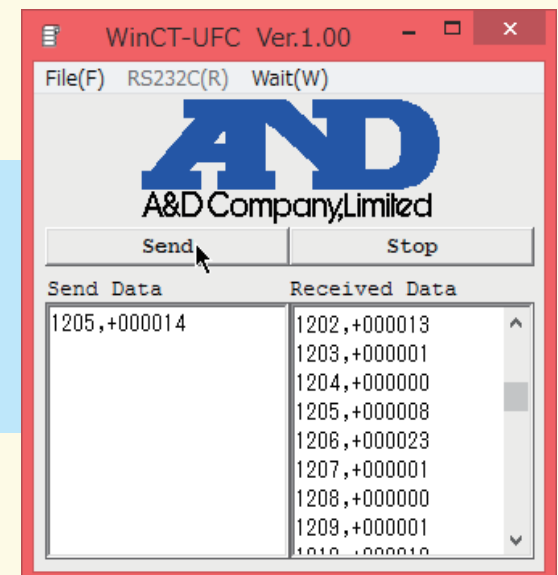 WinCT-UFC Ver.1.00
File(F) RS232C(R) Wait(W)
AND
A&D Company,Limited
Send Stop
Send Data Received Data
1205,+000014
1202,+000013
1203,+000001
1204,+000000
1205,+000008
1206,+000023
1207,+000001
1208,+000000
1209,+000001